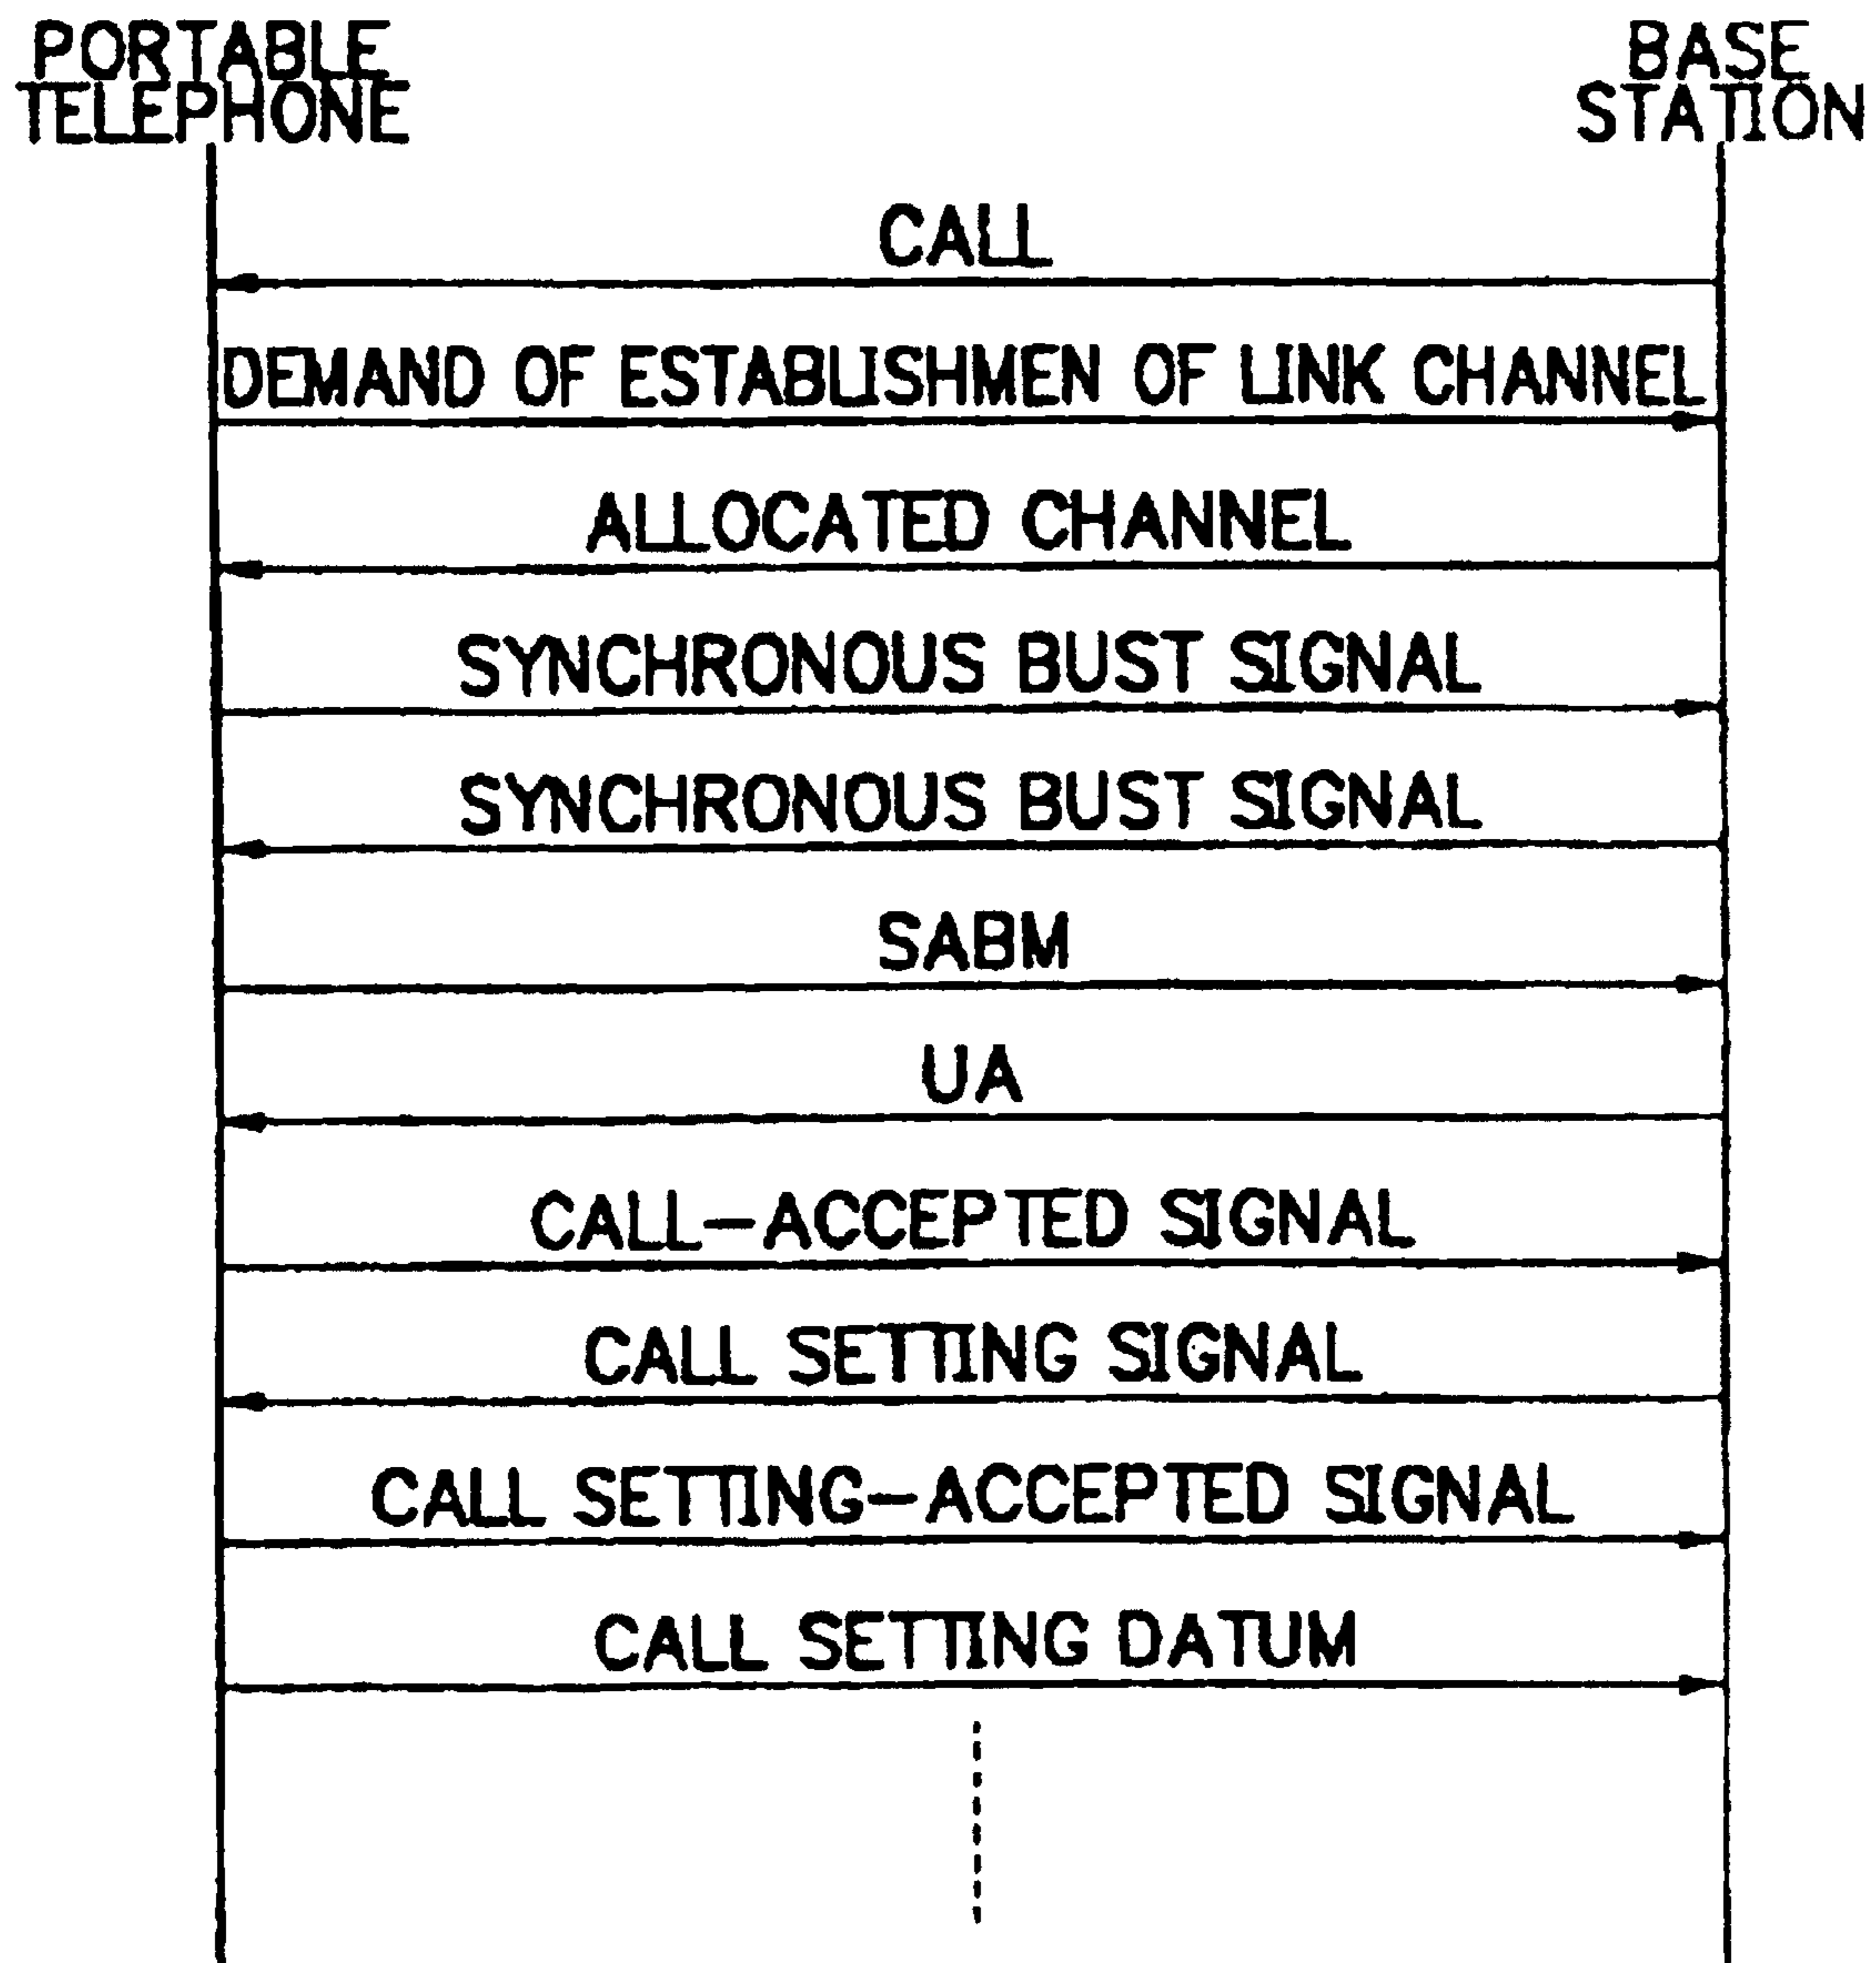 PORTABLE
TELEPHONE
BASE
STATION
CALL
DEMAND OF ESTABLISHMEN OF LINK CHANNEL
ALLOCATED CHANNEL
SYNCHRONOUS BUST SIGNAL
SYNCHRONOUS BUST SIGNAL
SABM
UA
CALL-ACCEPTED SIGNAL
CALL SETTING SIGNAL
CALL SETTING-ACCEPTED SIGNAL
CALL SETTING DATUM